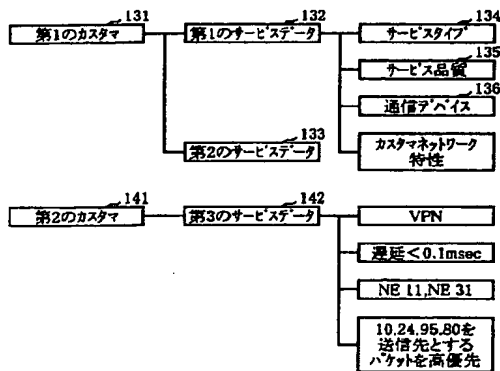 131
第1のカスタマ
132
第1のサービスデータ
134
サービスタイプ
135
サービス品質
136
通信デバイス
カスタマネットワーク
特性
133
第2のサービスデータ
141
第2のカスタマ
142
第3のサービスデータ
VPN
遅延<0.1msec
NE 11,NE 31
10.24.95.80を
送信先とする
パケットを高優先